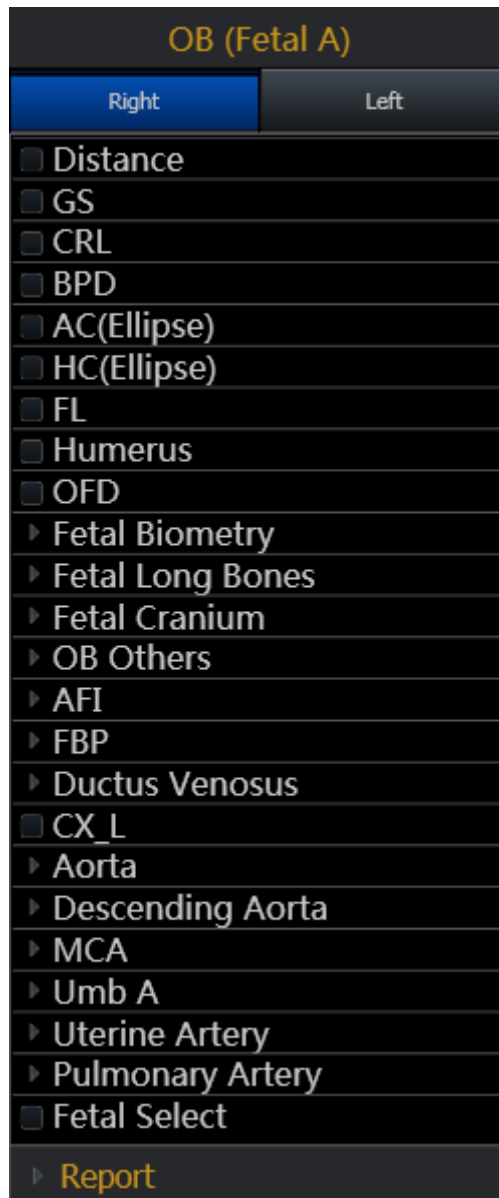 OB (Fetal A)
Right Left
Distance
GS
CRL
BPD
AC(Ellipse)
HC(Ellipse)
FL
Humerus
OFD
Fetal Biometry
Fetal Long Bones
Fetal Cranium
OB Others
AFI
FBP
Ductus Venosus
CX_L
Aorta
Descending Aorta
MCA
Umb A
Uterine Artery
Pulmonary Artery
Fetal Select
Report